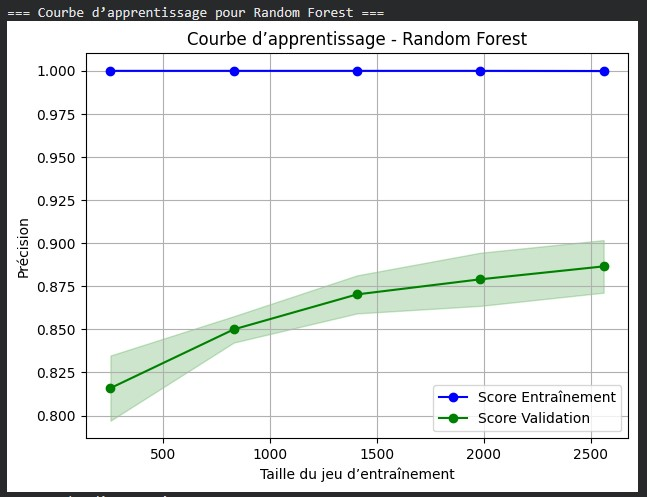 === Courbe d’apprentissage pour Random Forest ===
Courbe d’apprentissage - Random Forest
1.000
0.975
0.950
0.925
0.900
0.875
0.850
0.825
0.800
Précision
Score Entraînement
Score Validation
500 1000 1500 2000 2500
Taille du jeu d’entraînement